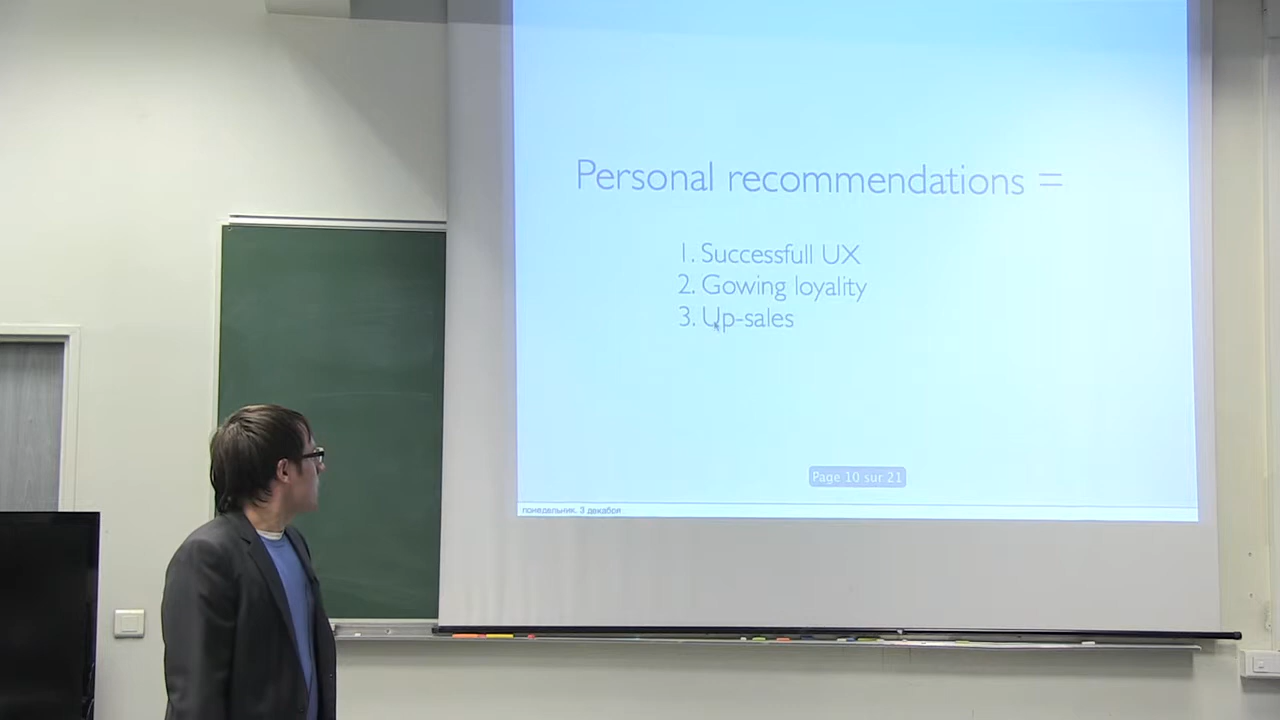 Personal recommendations =
1. Successfull UX
2. Gowing loyality
3. Up-sales
Page 10 sur 21
понедельник, 3 декабря